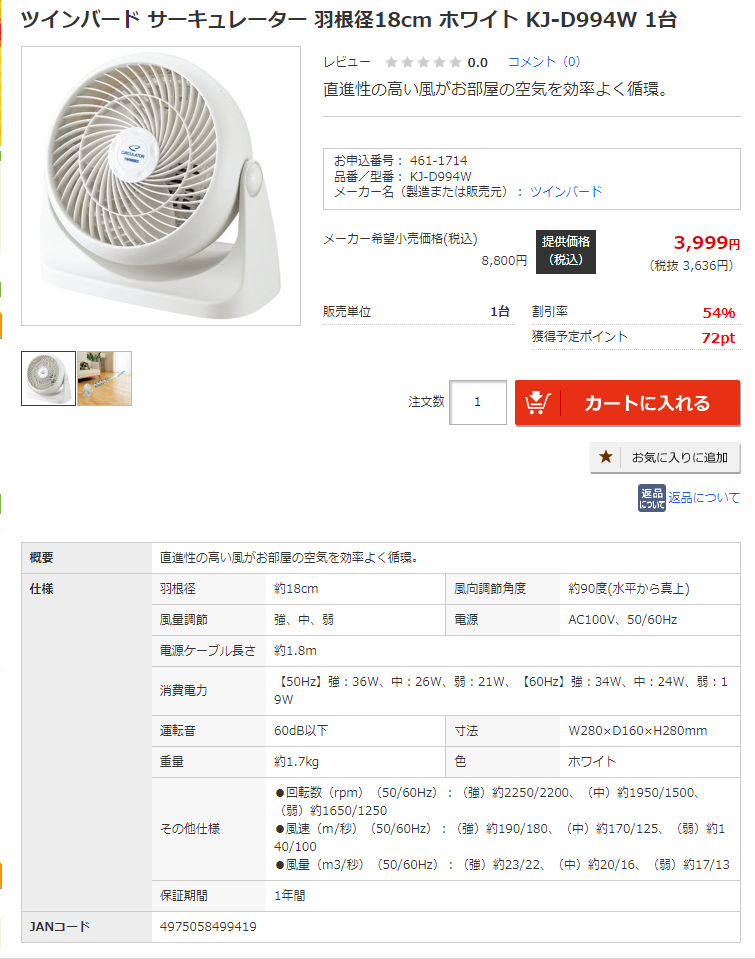 ツインバード サーキュレーター 羽根径18cm ホワイト KJ-D994W 1台
CIRCULATOR
TWINBIRD
レビュー ★★★★★ 0.0 コメント（0）
直進性の高い風がお部屋の空気を効率よく循環。
お申込番号： 461-1714
品番／型番： KJ-D994W
メーカー名（製造または販売元）： ツインバード
メーカー希望小売価格(税込)
8,800円
提供価格
（税込）
3,999円
（税抜 3,636円）
販売単位 1台
割引率 54%
獲得予定ポイント 72pt
注文数 1 カートに入れる
★ お気に入りに追加
返品について 返品について
概要 直進性の高い風がお部屋の空気を効率よく循環。
仕様 羽根径 約18cm 風向調節角度 約90度(水平から真上)
風量調節 強、中、弱 電源 AC100V、50/60Hz
電源ケーブル長さ 約1.8m
消費電力 【50Hz】強：36W、中：26W、弱：21W、【60Hz】強：34W、中：24W、弱：1
9W
運転音 60dB以下 寸法 W280×D160×H280mm
重量 約1.7kg 色 ホワイト
その他仕様
●回転数（rpm）（50/60Hz）：（強）約2250/2200、（中）約1950/1500、
（弱）約1650/1250
●風速（m/秒）（50/60Hz）：（強）約190/180、（中）約170/125、（弱）約1
40/100
●風量（m3/秒）（50/60Hz）：（強）約23/22、（中）約20/16、（弱）約17/13
保証期間 1年間
JANコード 4975058499419